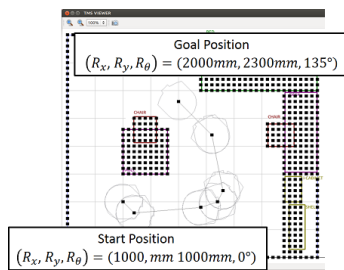 TMS VIEWER
100%
Goal Position
(Rx, Ry, Rθ) = (2000mm, 2300mm, 135°)
CHAIR
CHAIR
Start Position
(Rx, Ry, Rθ) = (1000, mm 1000mm, 0°)